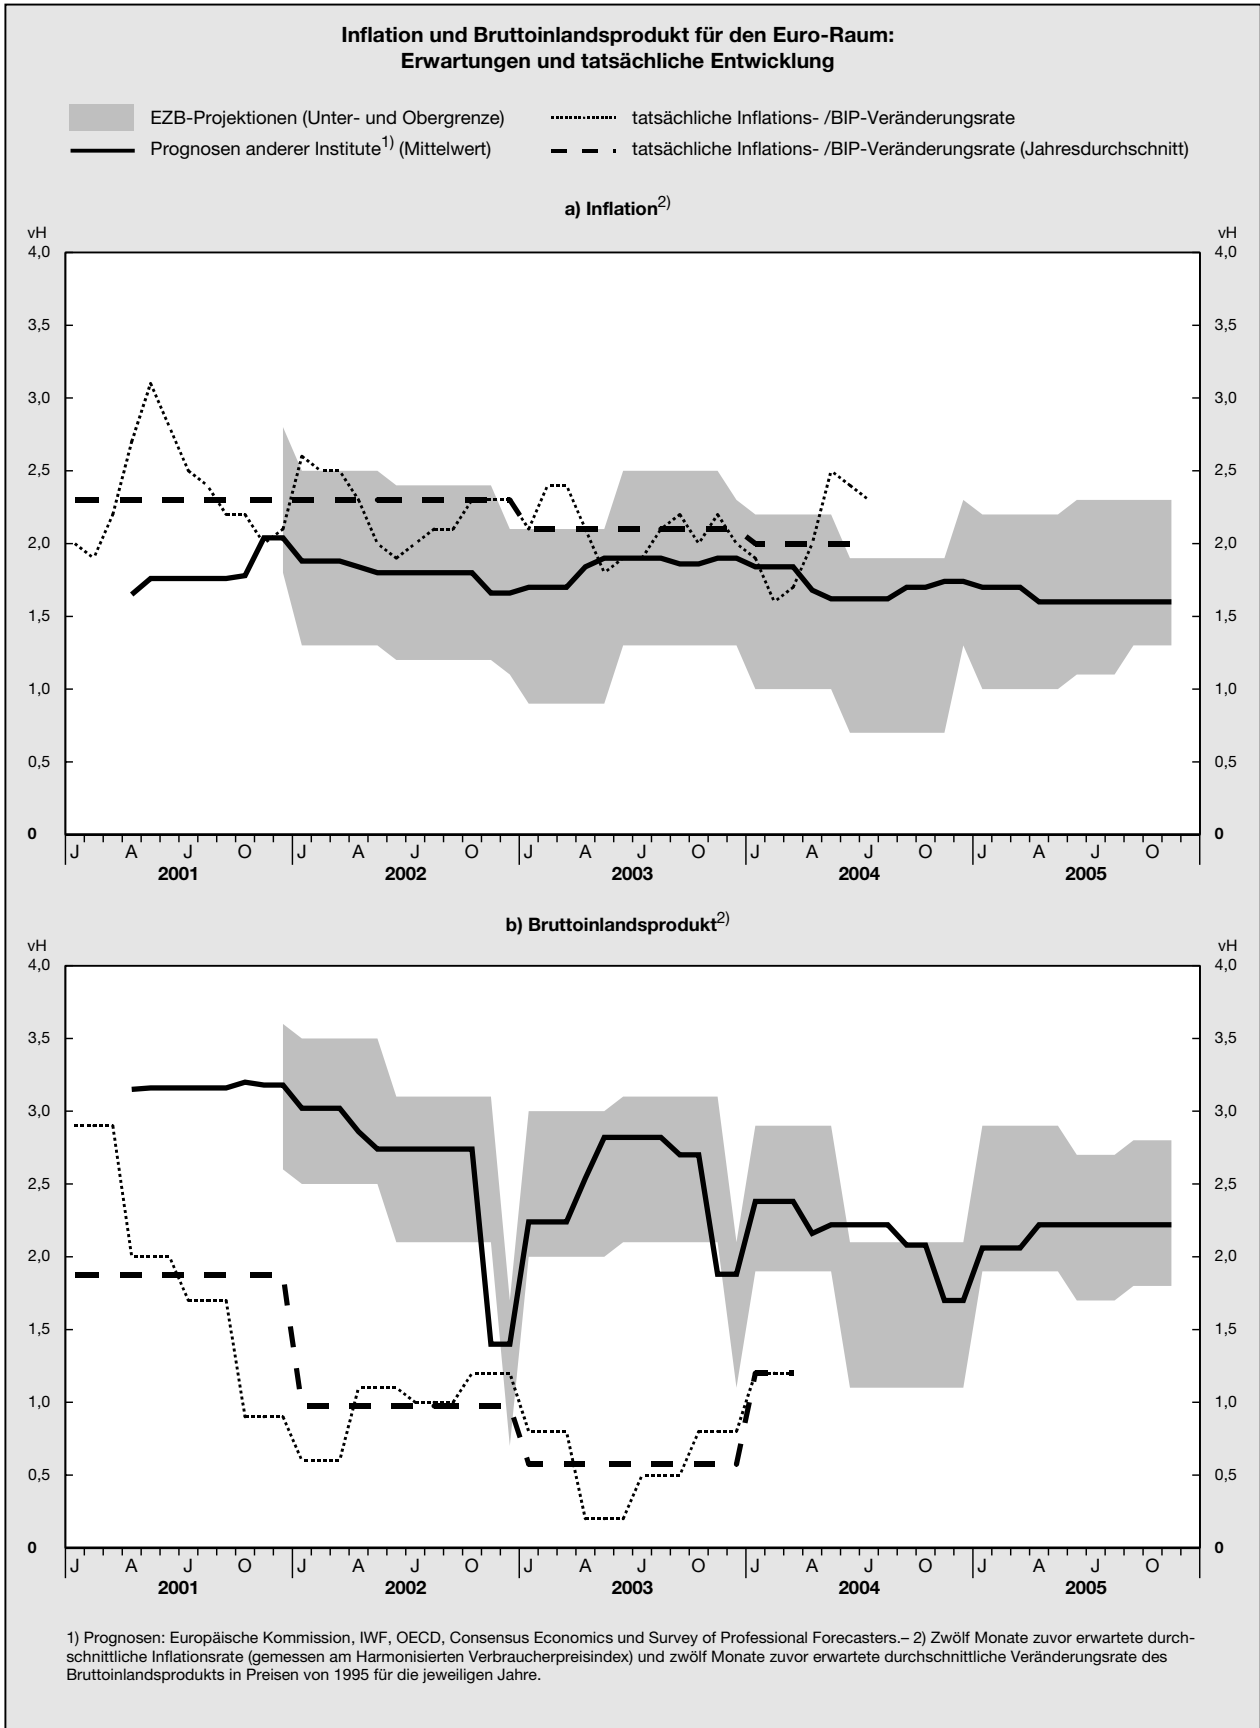 Inflation und Bruttoinlandsprodukt für den Euro-Raum:
Erwartungen und tatsächliche Entwicklung
EZB-Projektionen (Unter- und Obergrenze)
tatsächliche Inflations- /BIP-Veränderungsrate
Prognosen anderer Institute1) (Mittelwert)
tatsächliche Inflations- /BIP-Veränderungsrate (Jahresdurchschnitt)
a) Inflation2)
vH vH
4,0 4,0
3,5 3,5
3,0 3,0
2,5 2,5
2,0 2,0
1,5 1,5
1,0 1,0
0,5 0,5
0 0
J A J O J A J O J A J O J A J O J A J O
2001 2002 2003 2004 2005
b) Bruttoinlandsprodukt2)
vH vH
4,0 4,0
3,5 3,5
3,0 3,0
2,5 2,5
2,0 2,0
1,5 1,5
1,0 1,0
0,5 0,5
0 0
J A J O J A J O J A J O J A J O J A J O
2001 2002 2003 2004 2005
1) Prognosen: Europäische Kommission, IWF, OECD, Consensus Economics und Survey of Professional Forecasters.– 2) Zwölf Monate zuvor erwartete durch-
schnittliche Inflationsrate (gemessen am Harmonisierten Verbraucherpreisindex) und zwölf Monate zuvor erwartete durchschnittliche Veränderungsrate des
Bruttoinlandsprodukts in Preisen von 1995 für die jeweiligen Jahre.